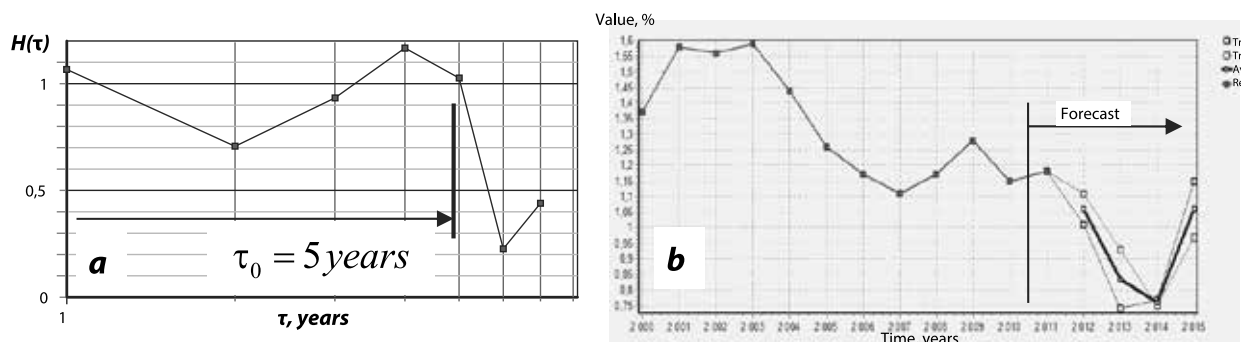 H(τ)
1
0,5
0
1
a
τ₀ = 5 years
τ, years
Value, %
1,6
1,55
1,5
1,45
1,4
1,35
1,3
1,25
1,2
1,15
1,1
1,05
1
0,95
0,9
0,85
0,8
0,75
Forecast
b
Tr
Tr
Av
Re
2 000 2 001 2 002 2 003 2 004 2 005 2 006 2 007 2 008 2 009 2 010 2 011 2 012 2 013 2 014 2 015
Time, years